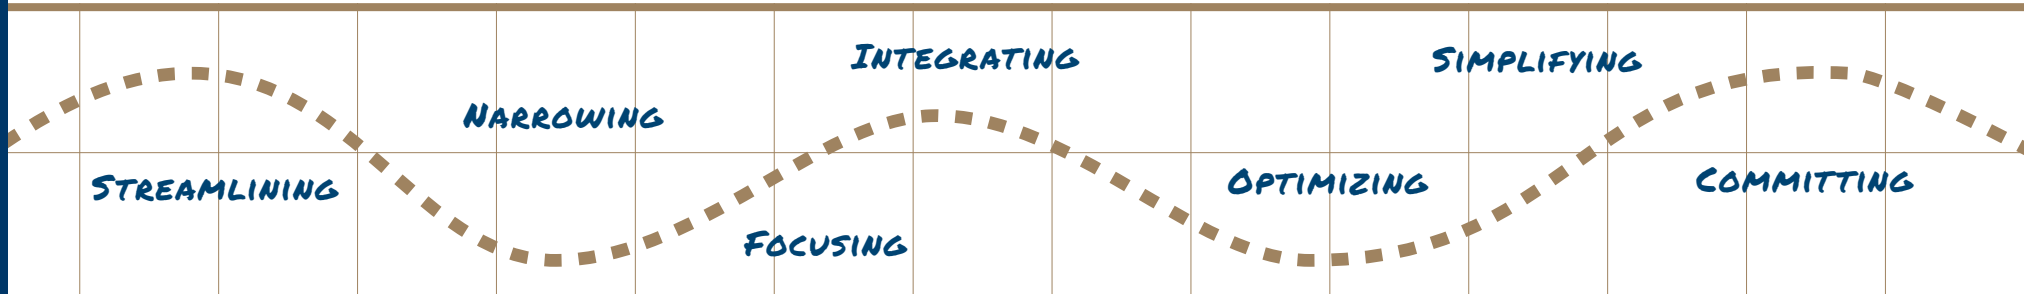 Streamlining
Narrowing
Focusing
Integrating
Optimizing
Simplifying
Committing